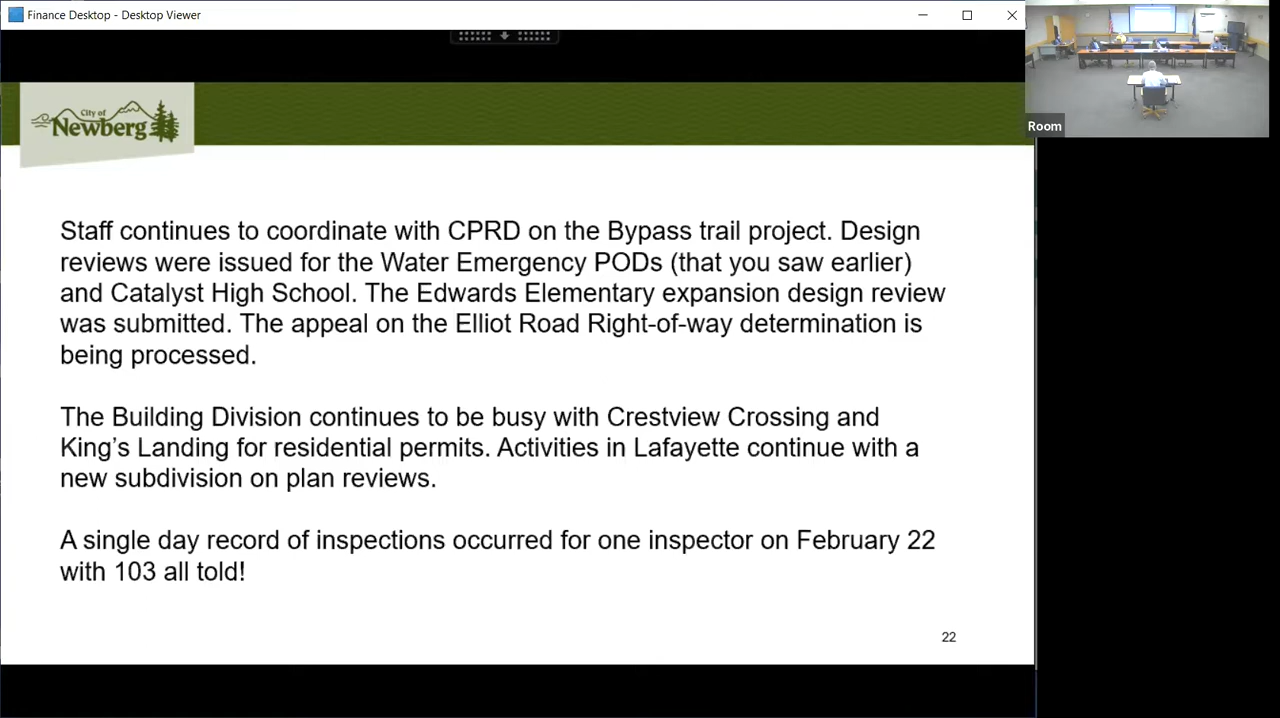 Finance Desktop - Desktop Viewer
Room
City of
Newberg
Staff continues to coordinate with CPRD on the Bypass trail project. Design
reviews were issued for the Water Emergency PODs (that you saw earlier)
and Catalyst High School. The Edwards Elementary expansion design review
was submitted. The appeal on the Elliot Road Right-of-way determination is
being processed.
The Building Division continues to be busy with Crestview Crossing and
King's Landing for residential permits. Activities in Lafayette continue with a
new subdivision on plan reviews.
A single day record of inspections occurred for one inspector on February 22
with 103 all told!
22